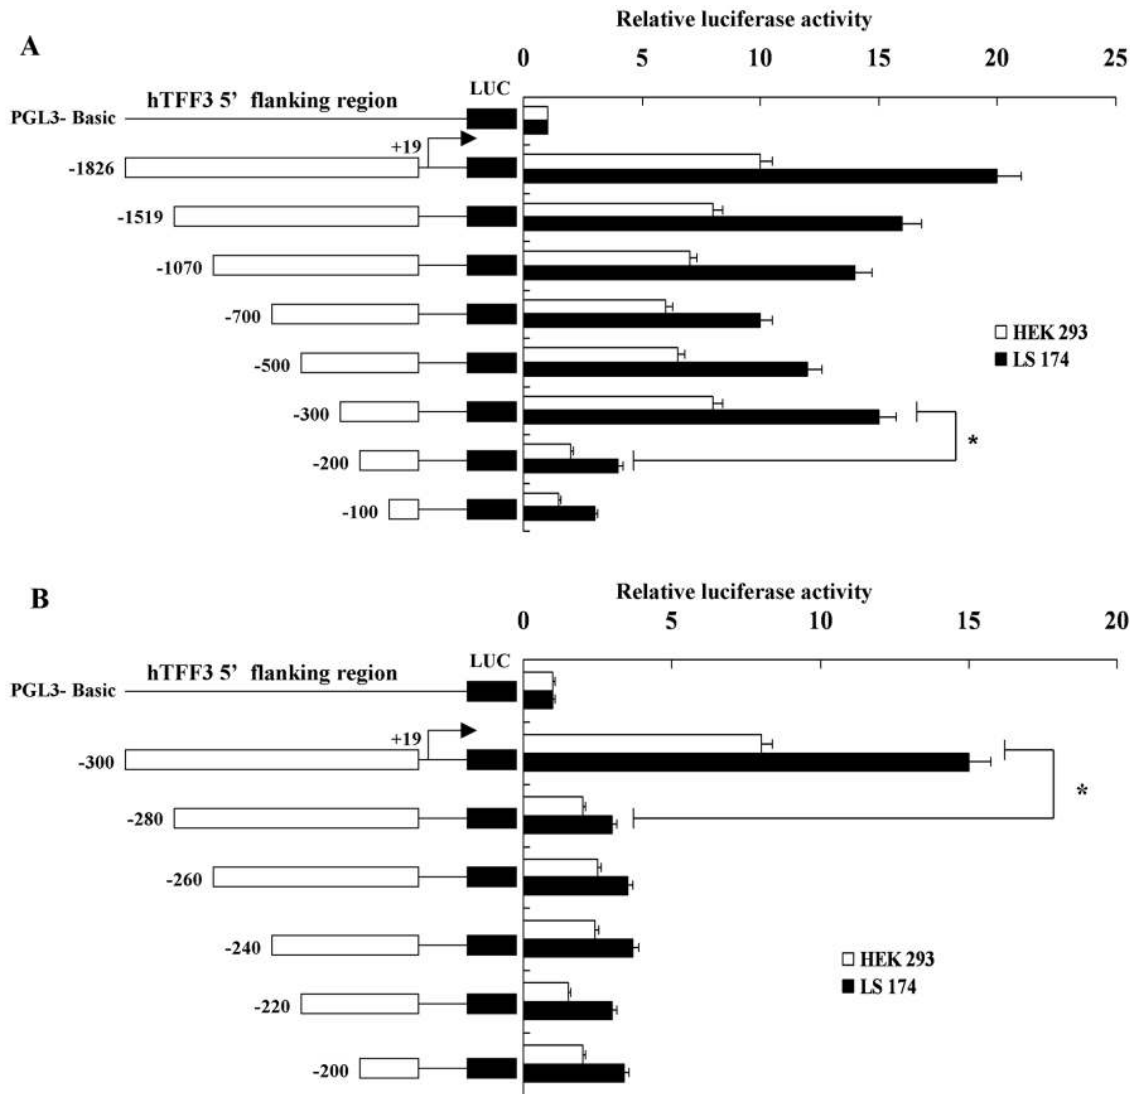 A
Relative luciferase activity
0 5 10 15 20 25
LUC
hTFF3 5’ flanking region
PGL3- Basic
+19
-1826
-1519
-1070
-700
-500
-300
-200
-100
HEK 293
LS 174
*
B
Relative luciferase activity
0 5 10 15 20
LUC
hTFF3 5’ flanking region
PGL3- Basic
+19
-300
-280
-260
-240
-220
-200
*
HEK 293
LS 174